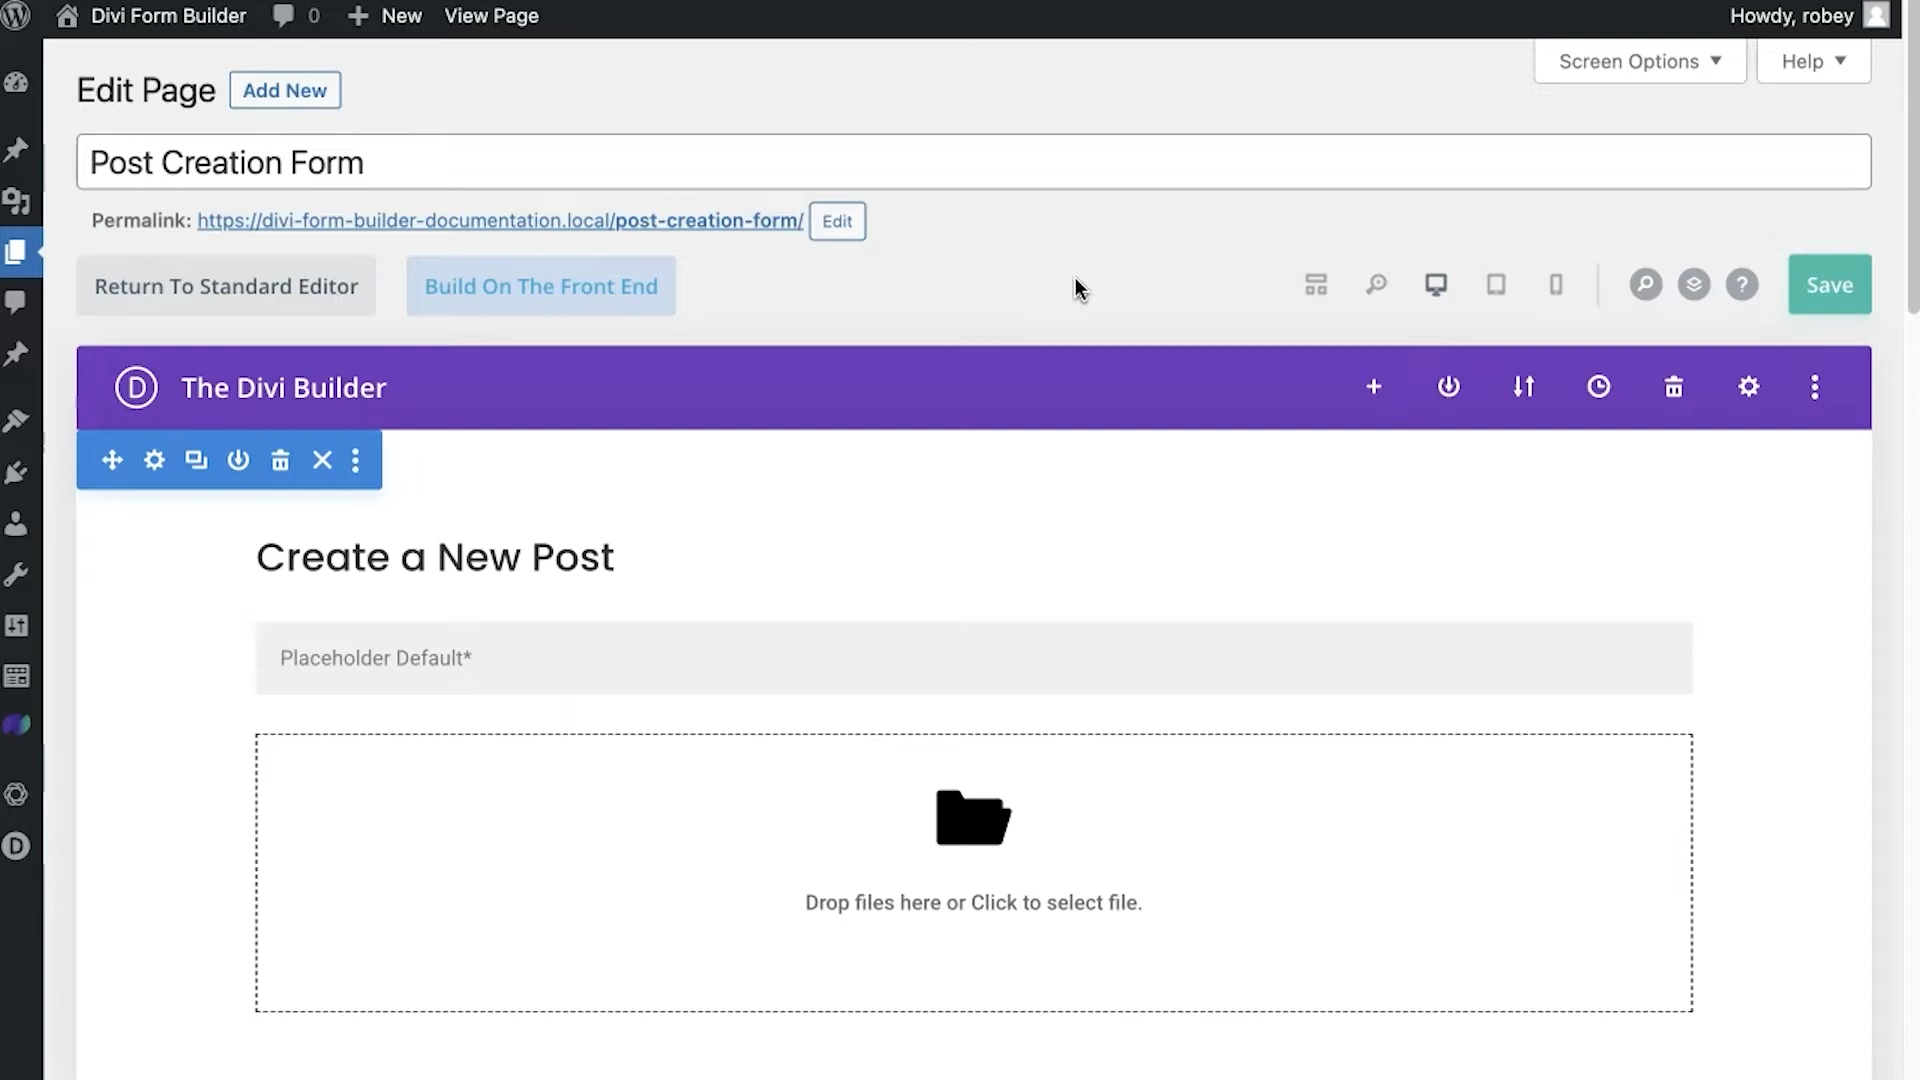 Divi Form Builder 0 New View Page Howdy, robey
Screen Options Help
Edit Page Add New
Post Creation Form
Permalink: https://divi-form-builder-documentation.local/post-creation-form/ Edit
Return To Standard Editor Build On The Front End ? Save
D The Divi Builder
Create a New Post
Placeholder Default*
Drop files here or Click to select file.
D